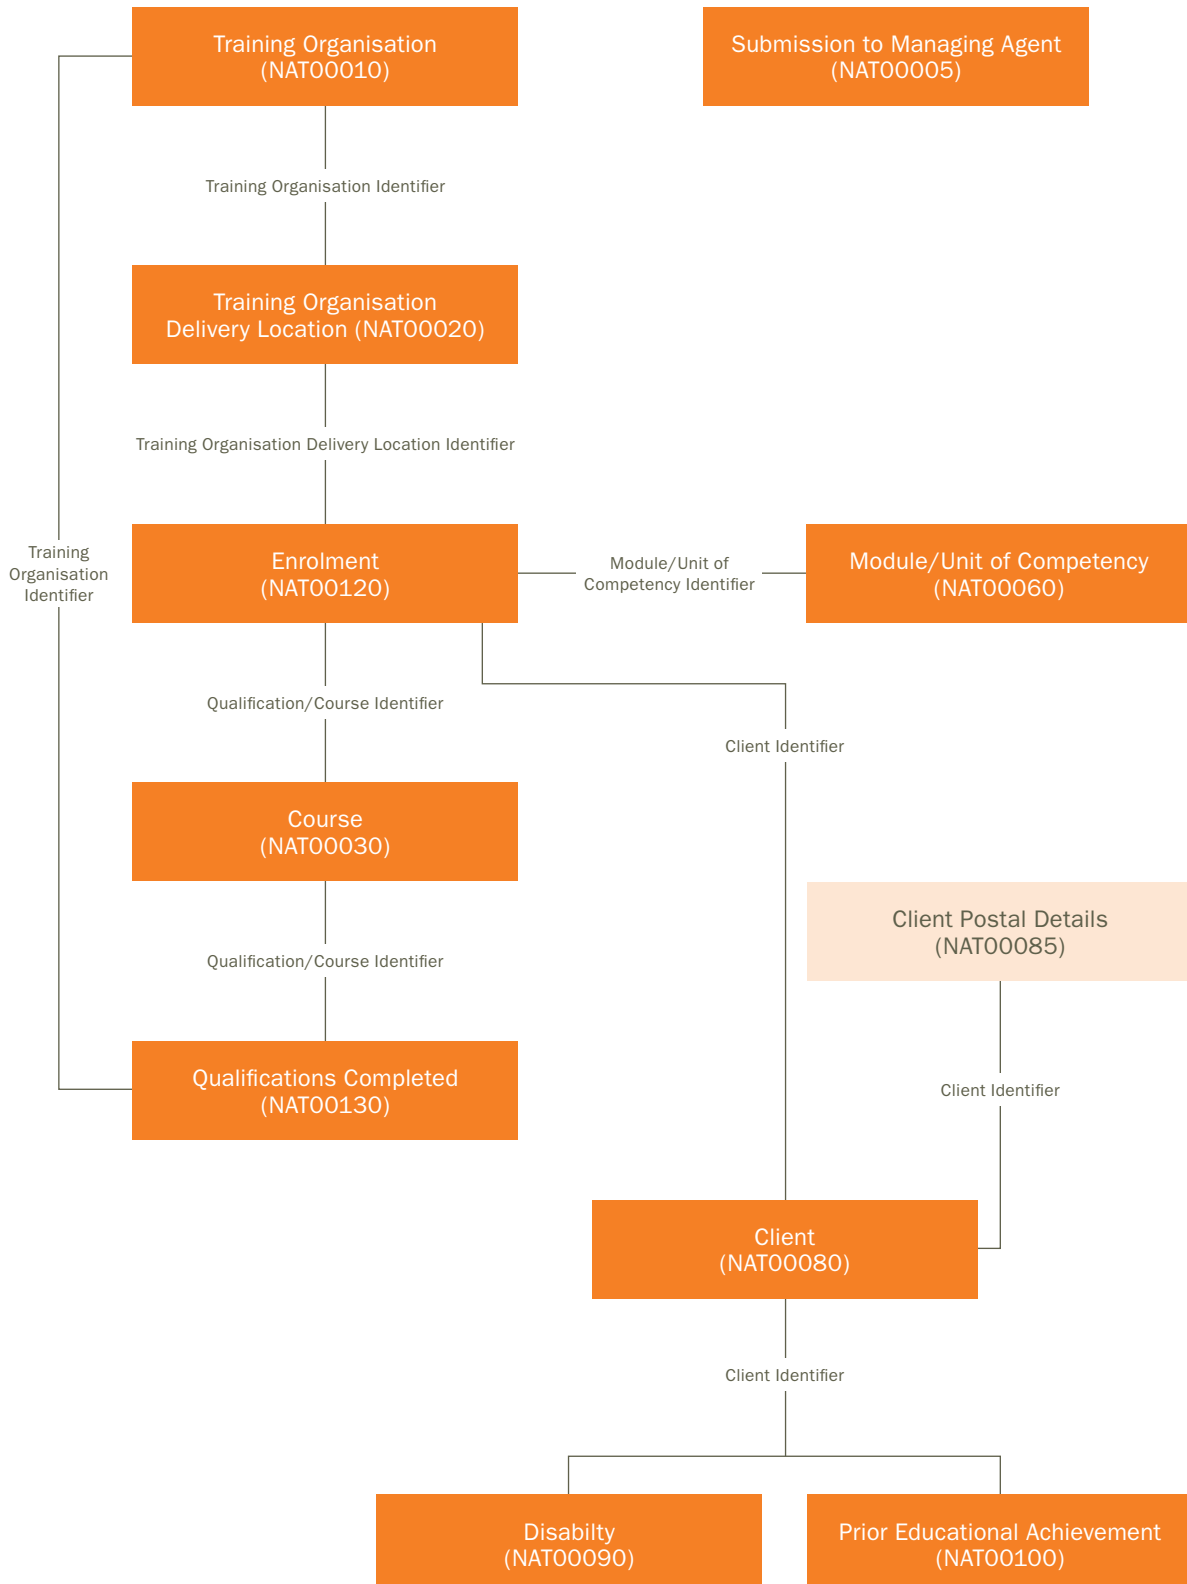 Training Organisation
(NAT00010)
Submission to Managing Agent
(NAT00005)
Training Organisation Identifier
Training Organisation
Delivery Location (NAT00020)
Training Organisation Delivery Location Identifier
Training
Organisation
Identifier
Enrolment
(NAT00120)
Module/Unit of
Competency Identifier
Module/Unit of Competency
(NAT00060)
Qualification/Course Identifier
Client Identifier
Course
(NAT00030)
Client Postal Details
(NAT00085)
Qualification/Course Identifier
Qualifications Completed
(NAT00130)
Client Identifier
Client
(NAT00080)
Client Identifier
Disabilty
(NAT00090)
Prior Educational Achievement
(NAT00100)